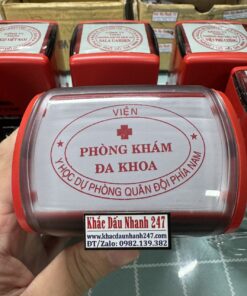 VIỆN
PHÒNG KHÁM
ĐA KHOA
Y HỌC DỰ PHÒNG QUÂN ĐỘI PHÍA NAM
Khắc Dấu Nhanh 247
www.khacdaunhanh247.com
ĐT/Zalo: 0982.139.382